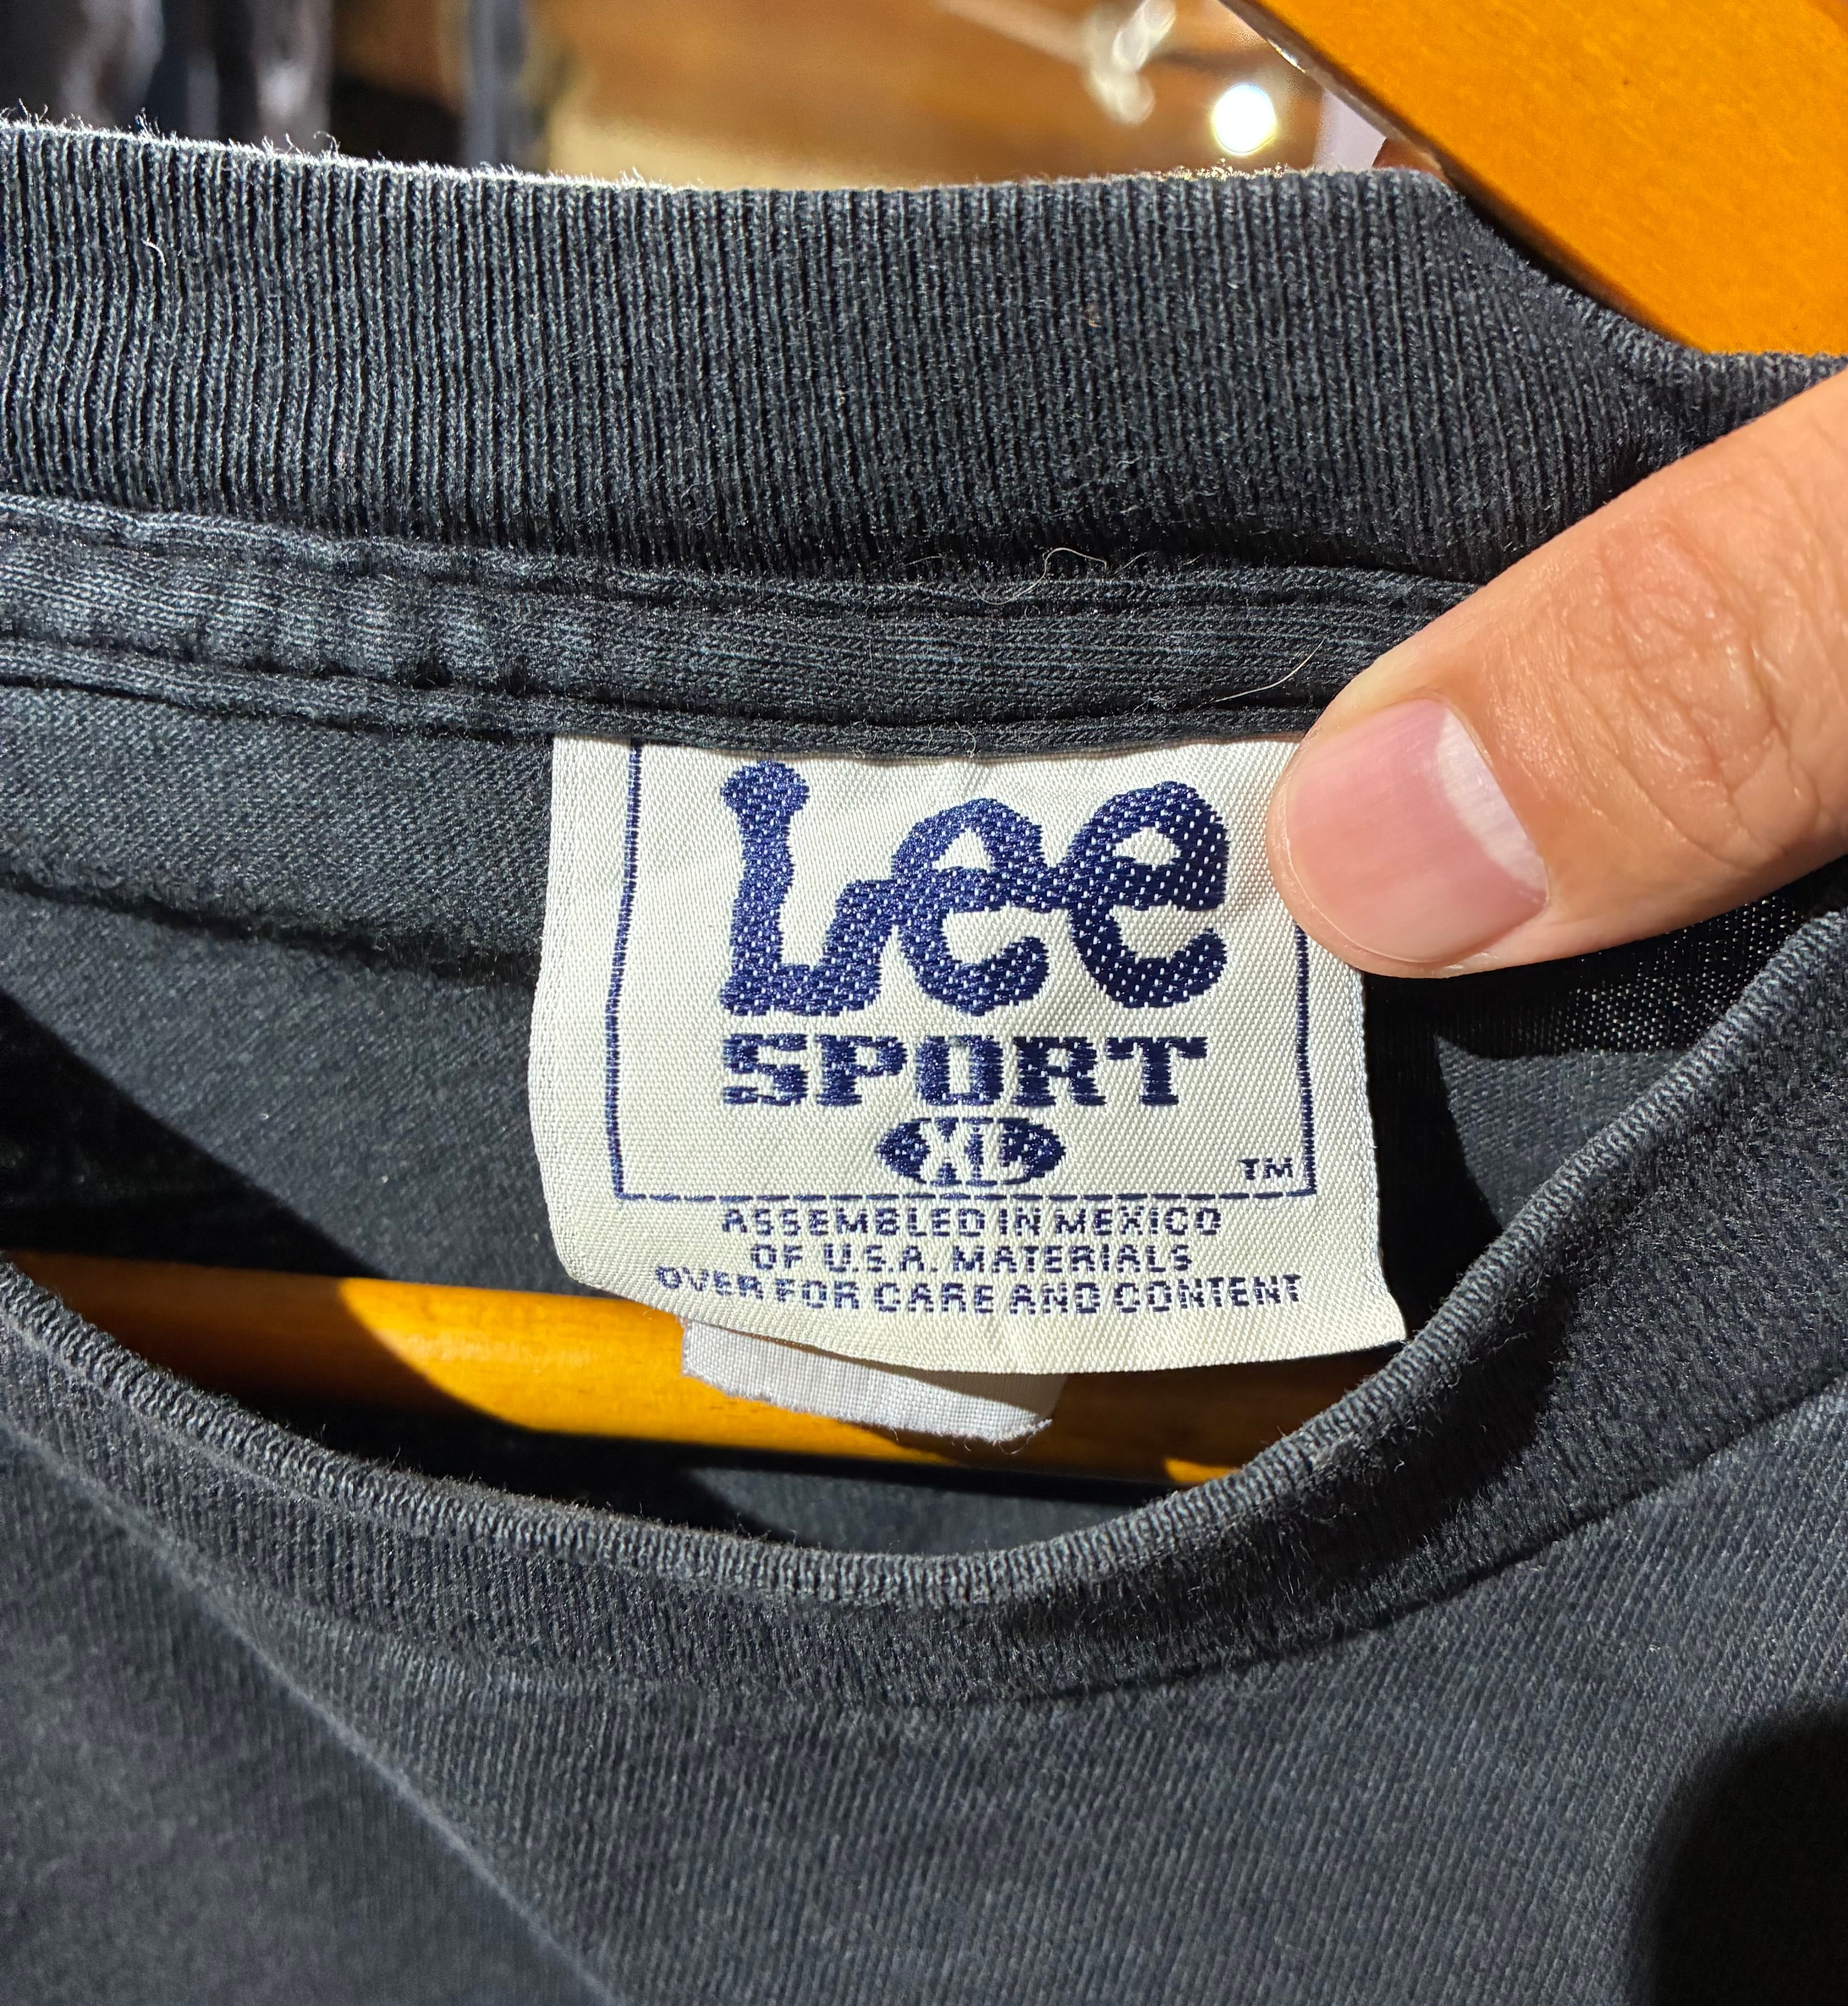 Lee
SPORT
XL
TM
ASSEMBLED IN MEXICO
OF U.S.A. MATERIALS
OVER FOR CARE AND CONTENT